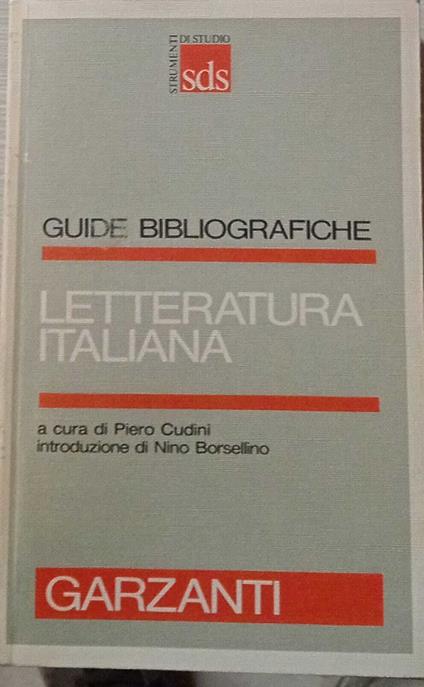 STRUMENTI
DI STUDIO
sds
GUIDE BIBLIOGRAFICHE
LETTERATURA
ITALIANA
a cura di Piero Cudini
introduzione di Nino Borsellino
GARZANTI